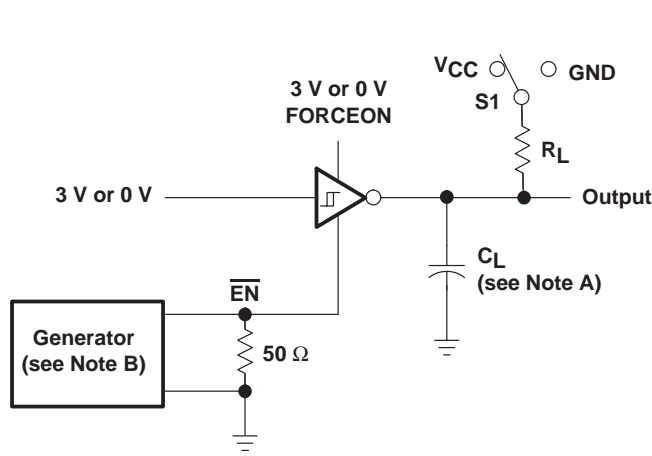 VCC
GND
S1
3 V or 0 V
FORCEON
RL
3 V or 0 V
Output
CL
(see Note A)
EN
Generator
(see Note B)
50 Ω